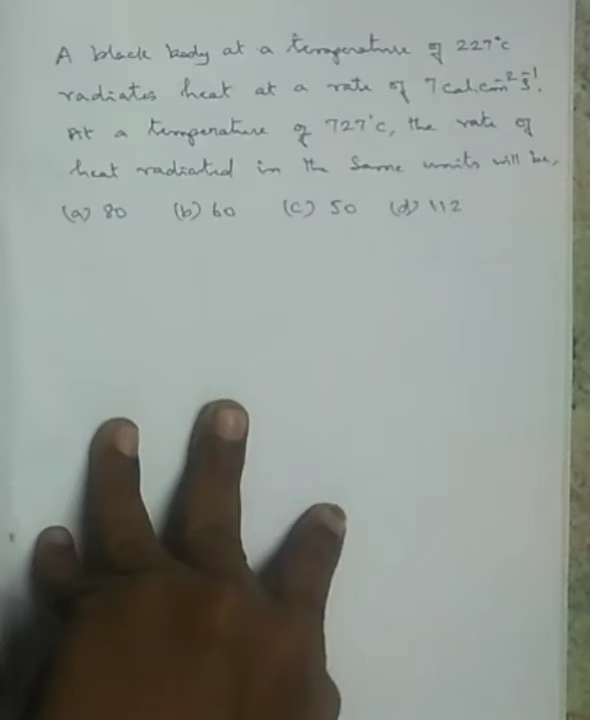 A black body at a temperature of 227°C
radiates heat at a rate of 7 cal.cm⁻² s⁻¹.
At a temperature of 727°C, the rate of
heat radiated in the same units will be,
(a) 80 (b) 60 (c) 50 (d) 112